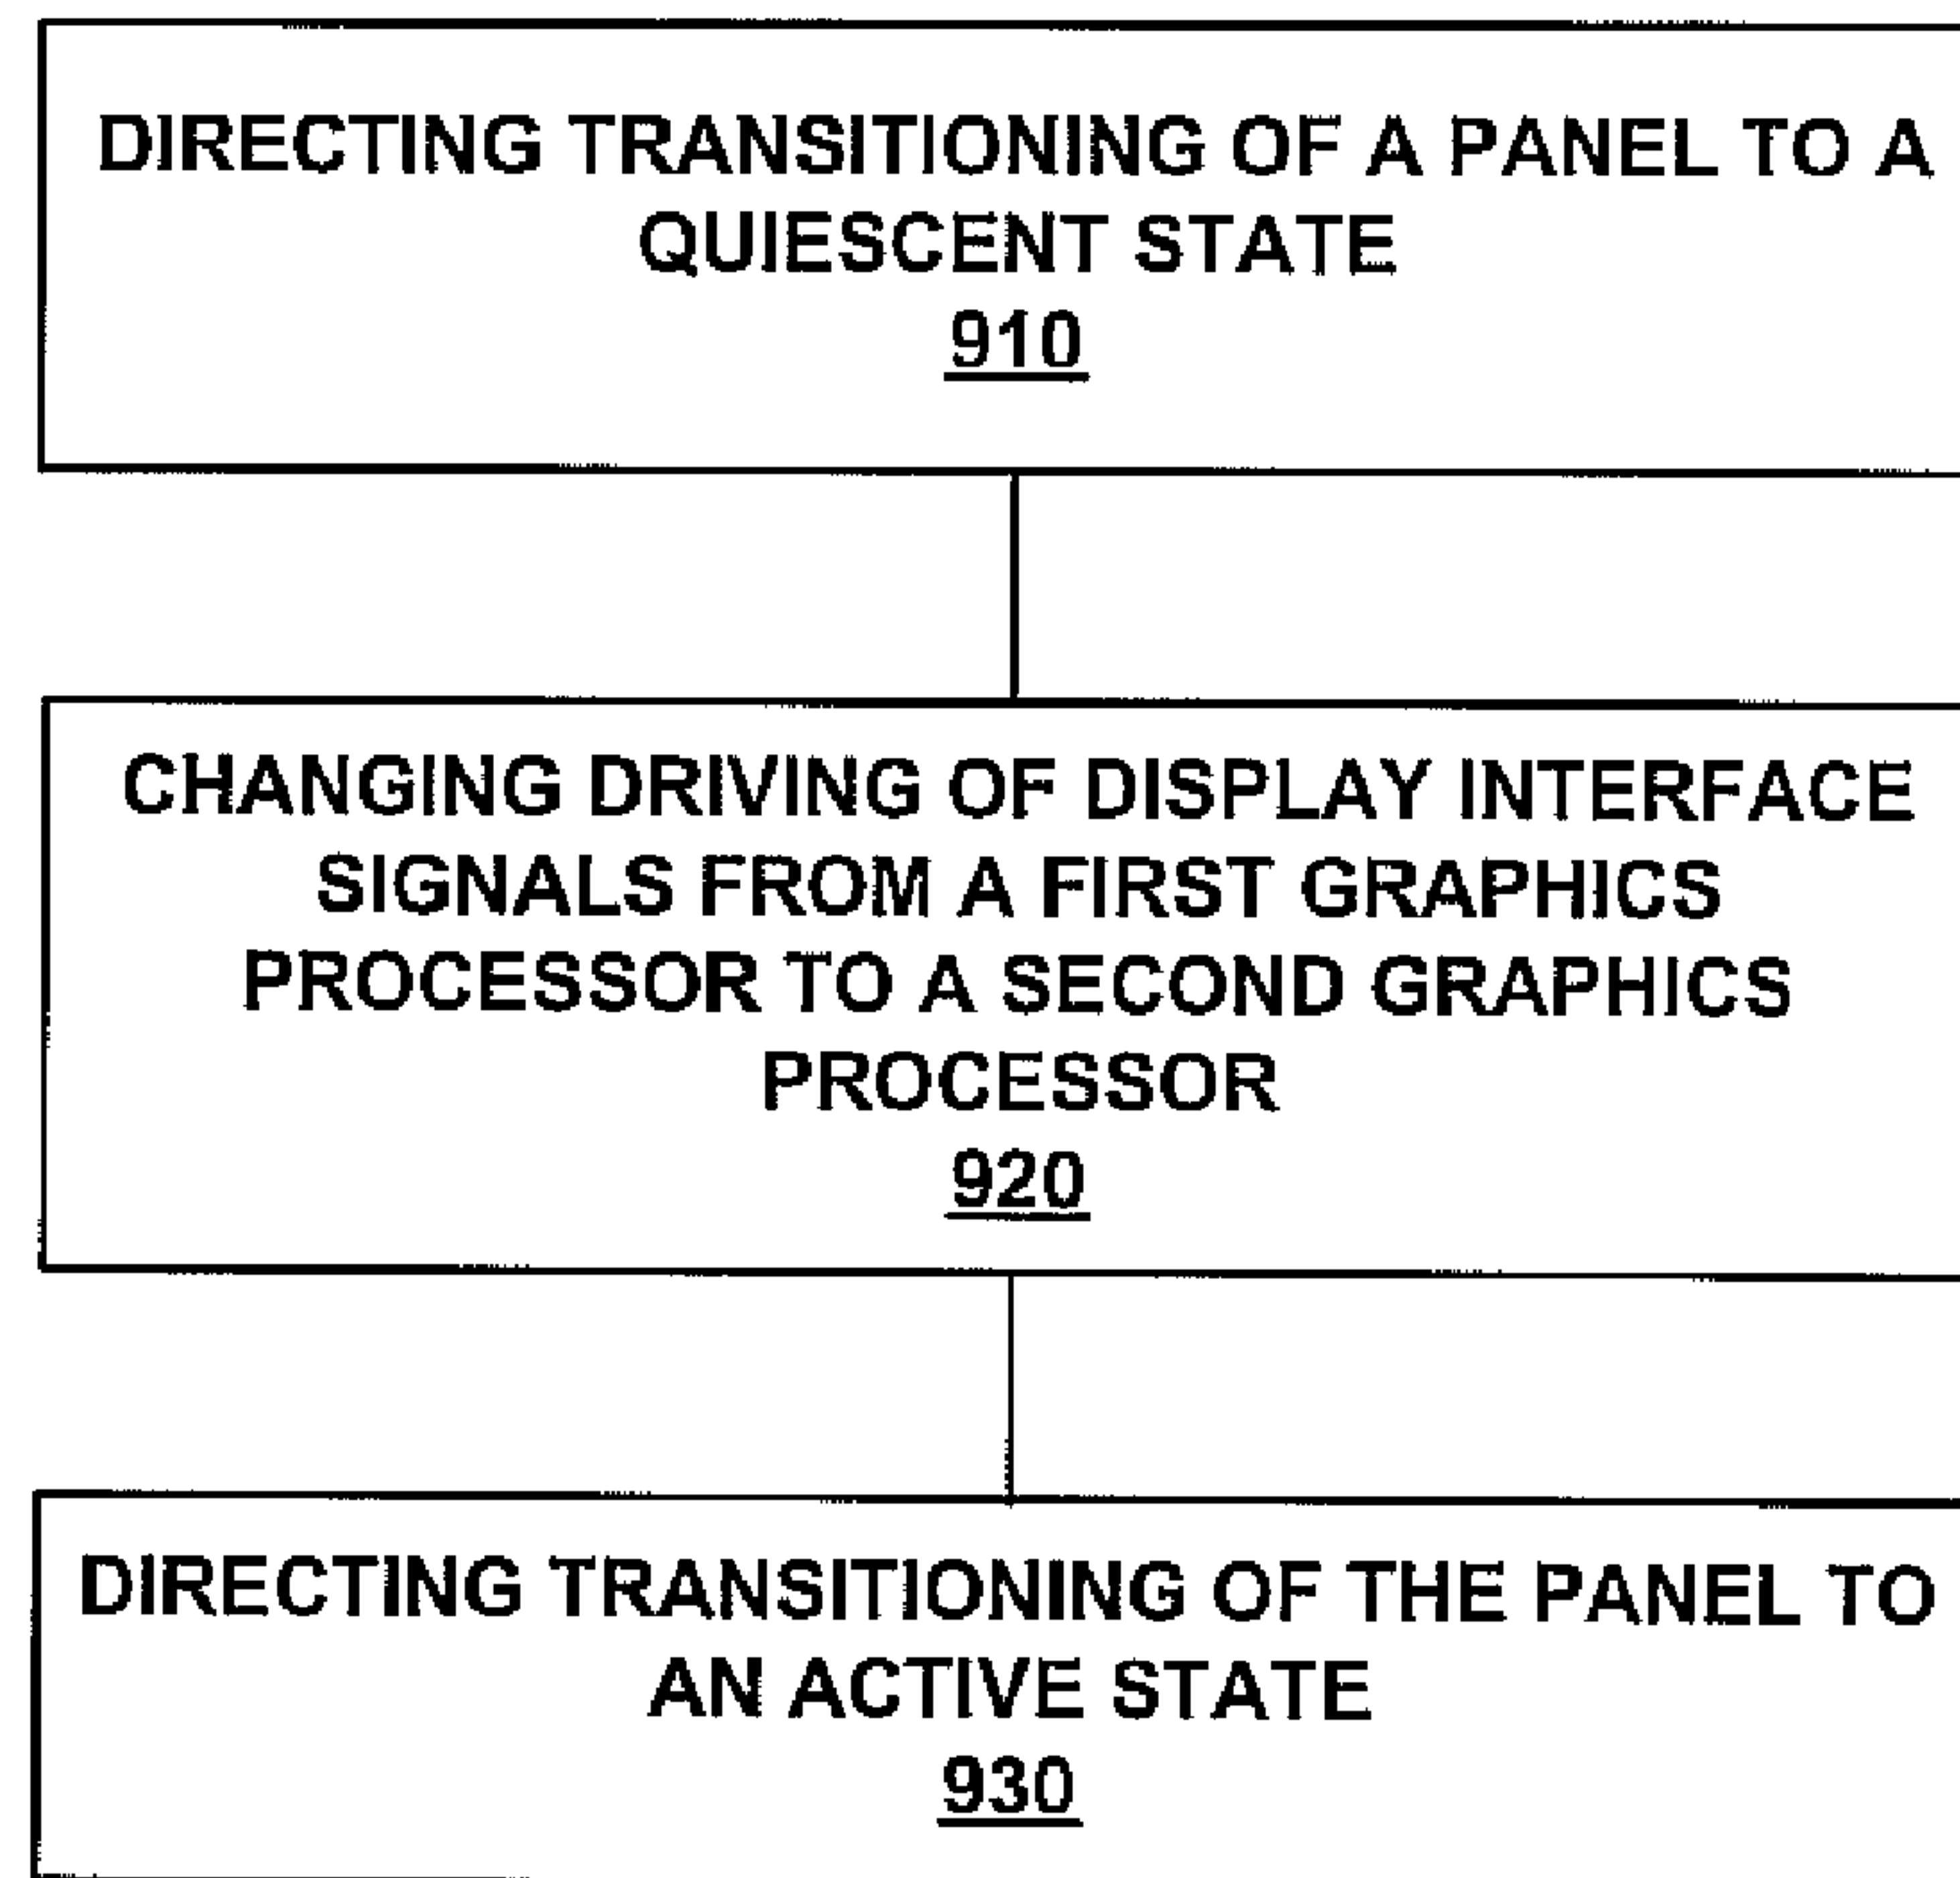 DIRECTING TRANSITIONING OF A PANEL TO A
QUIESCENT STATE
910
CHANGING DRIVING OF DISPLAY INTERFACE
SIGNALS FROM A FIRST GRAPHICS
PROCESSOR TO A SECOND GRAPHICS
PROCESSOR
920
DIRECTING TRANSITIONING OF THE PANEL TO
AN ACTIVE STATE
930